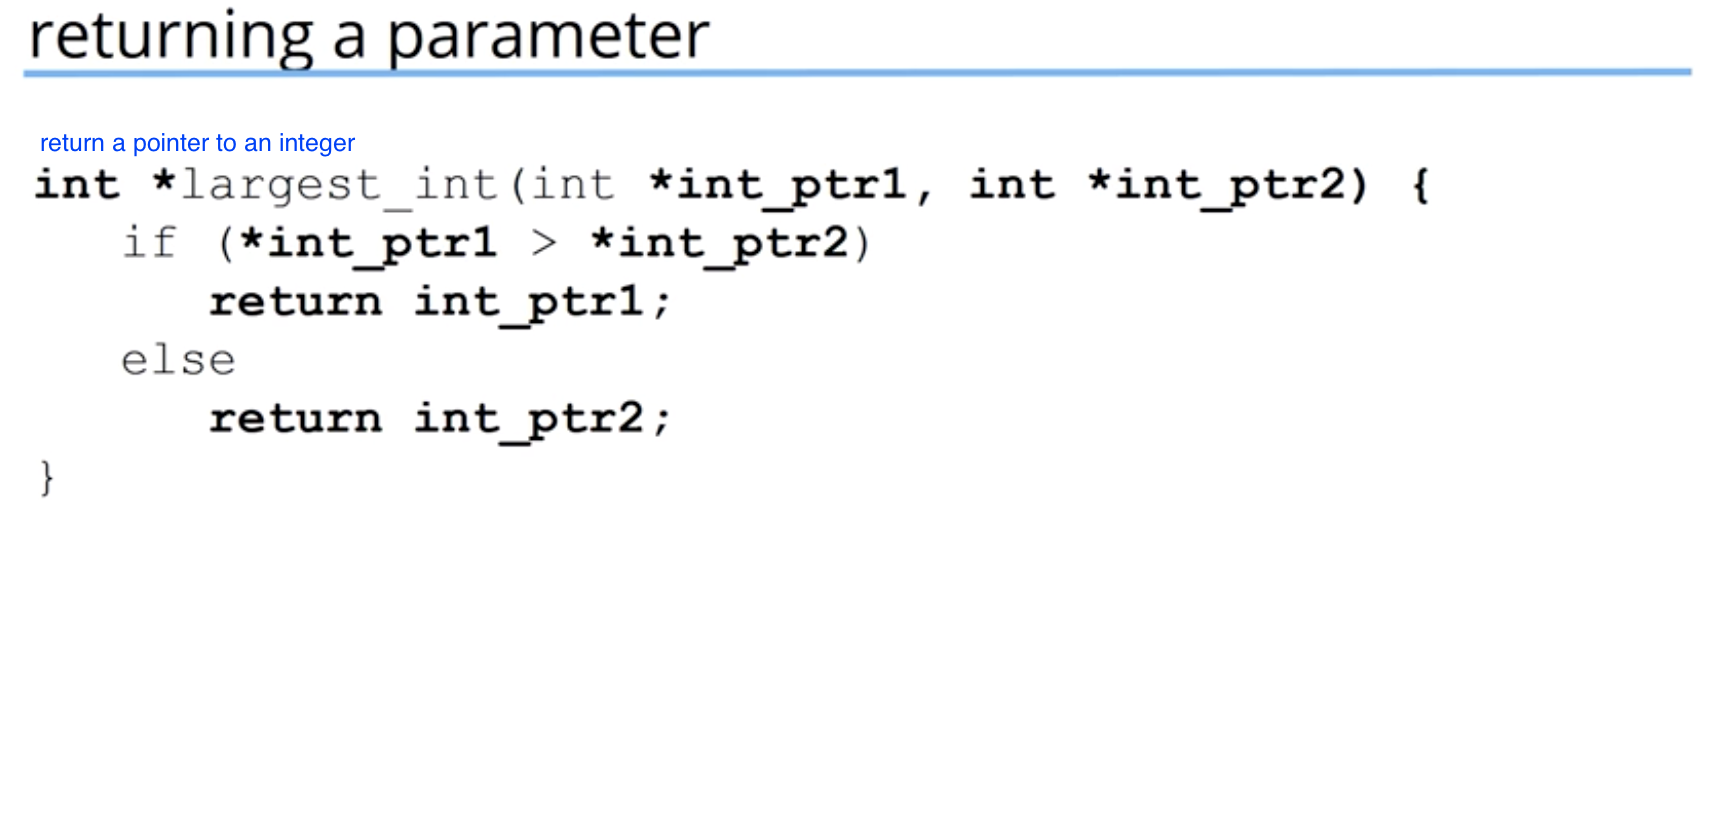 returning a parameter
return a pointer to an integer
int *largest_int(int *int_ptr1, int *int_ptr2) {
if (*int_ptr1 > *int_ptr2)
return int_ptr1;
else
return int_ptr2;
}